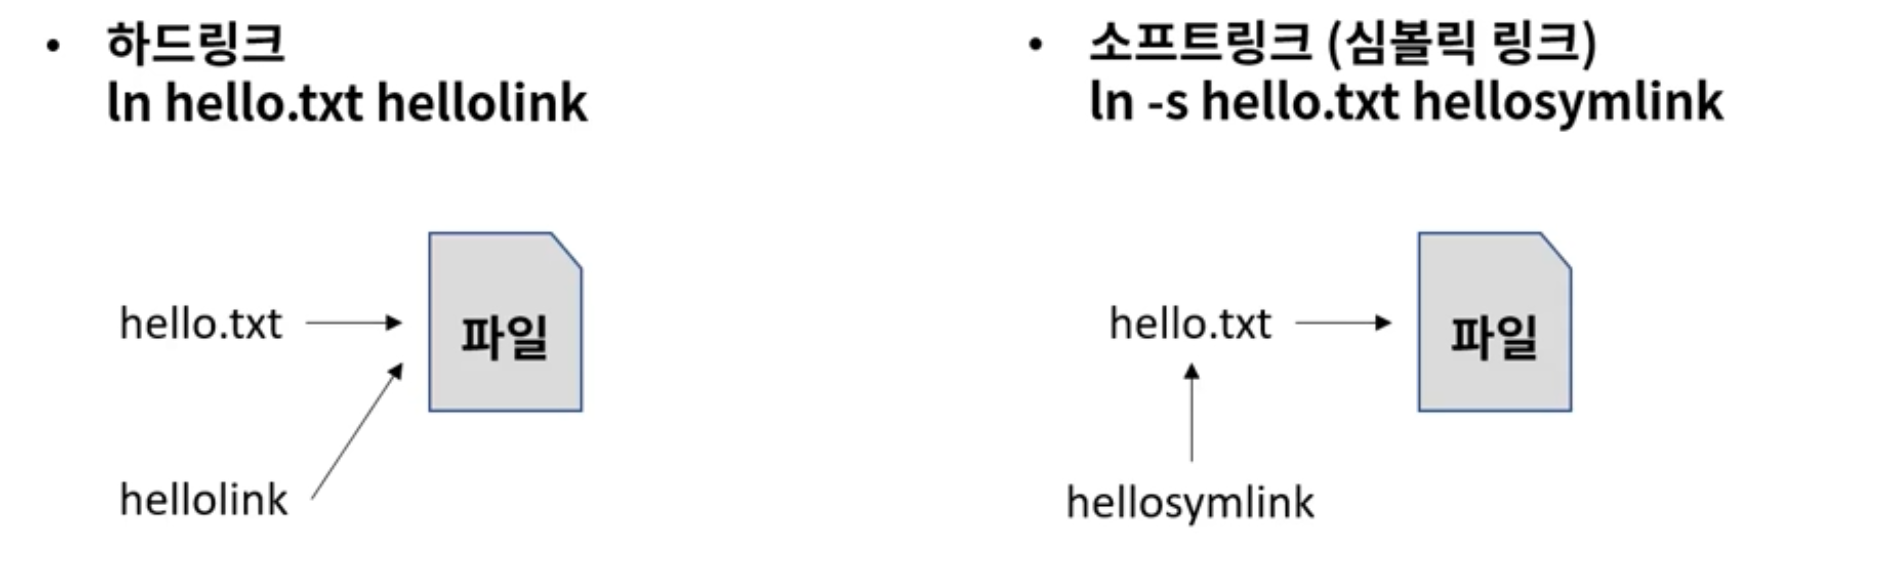 • 하드링크
ln hello.txt hellolink
hello.txt
파일
hellolink
• 소프트링크 (심볼릭 링크)
ln -s hello.txt hellosymlink
hello.txt
파일
hellosymlink